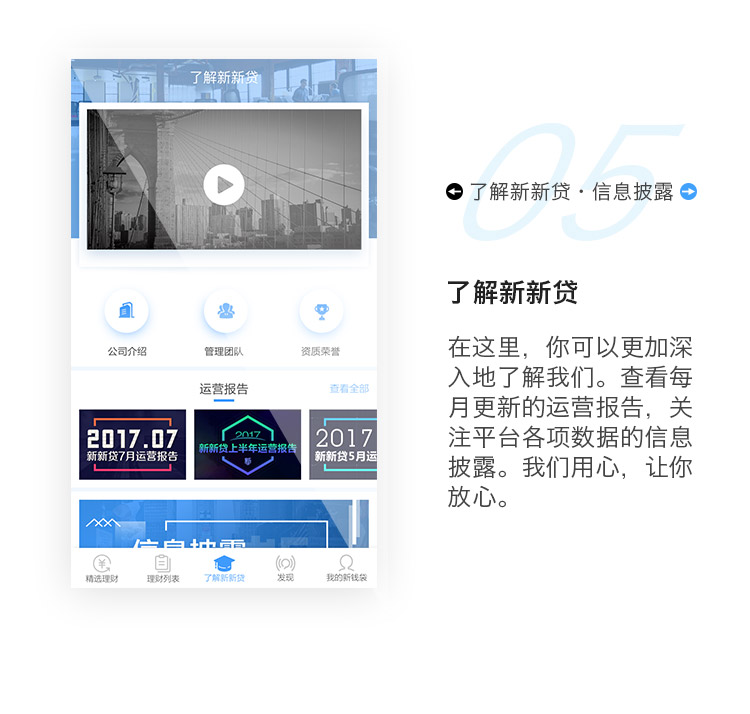 了解新新贷
公司介绍
管理团队
资质荣誉
运营报告
查看全部
2017.07
新新贷7月运营报告
2017
新新贷上半年运营报告
2017
新新贷5月运
信息披露
精选理财
理财列表
了解新新贷
发现
我的新钱袋
05
了解新新贷·信息披露
了解新新贷
在这里，你可以更加深
入地了解我们。查看每
月更新的运营报告，关
注平台各项数据的信息
披露。我们用心，让你
放心。